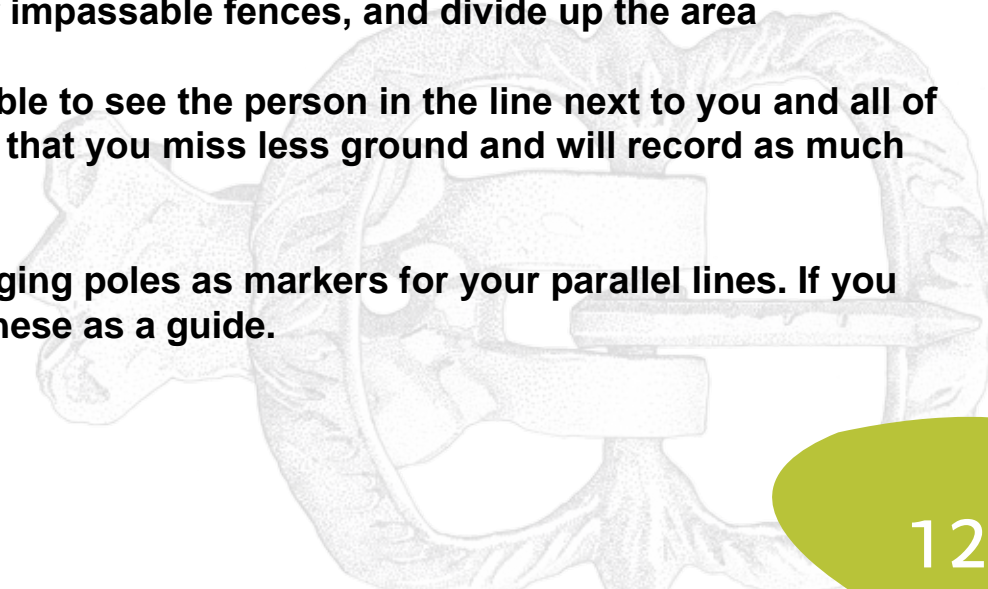 impassable fences, and divide up the area
ble to see the person in the line next to you and all of
that you miss less ground and will record as much
ging poles as markers for your parallel lines. If you
hese as a guide.
12